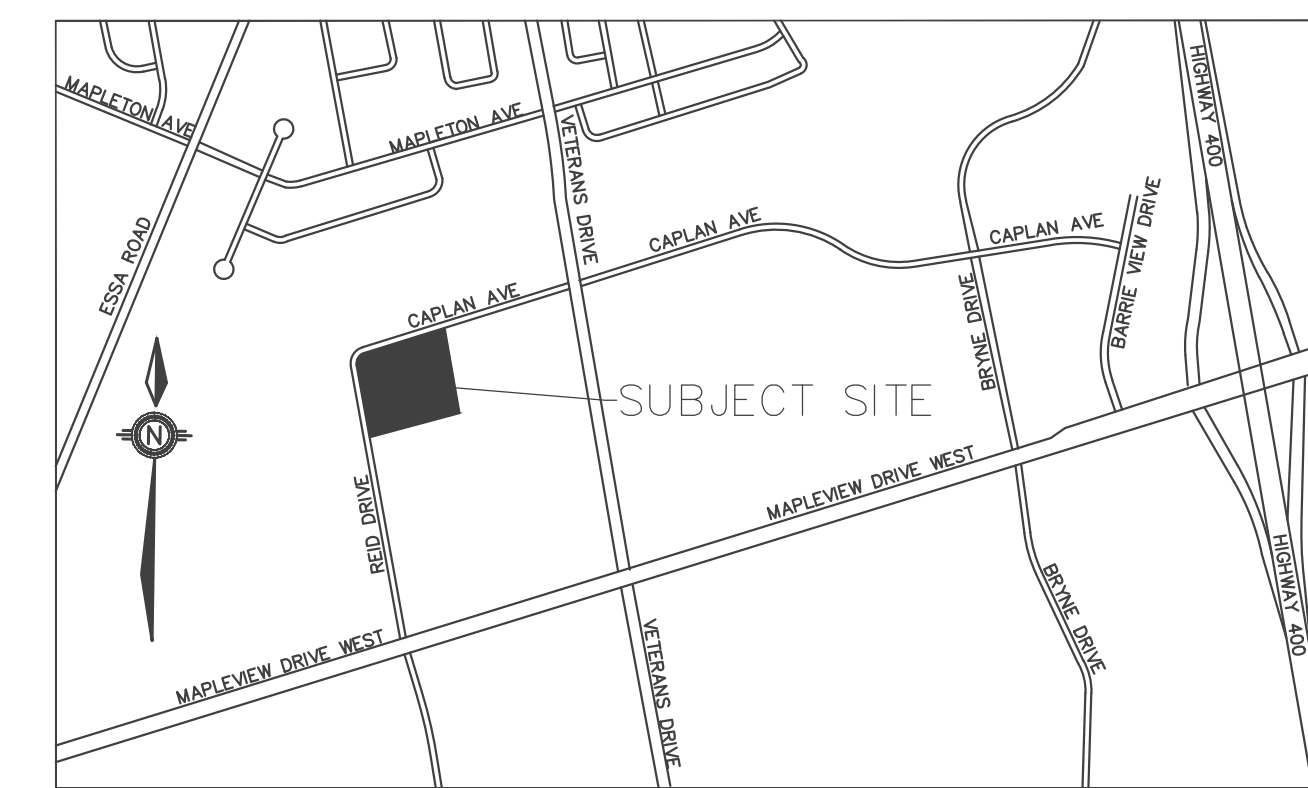 MAPLETON AVE
MAPLETON AVE
HIGHWAY 400
VETERANS DRIVE
ESSA ROAD
CAPLAN AVE
CAPLAN AVE
BARRIE VIEW DRIVE
CAPLAN AVE
BRYNE DRIVE
SUBJECT SITE
N
REID DRIVE
MAPLEVIEW DRIVE WEST
HIGHWAY 400
BRYNE DRIVE
MAPLEVIEW DRIVE WEST
VETERANS DRIVE